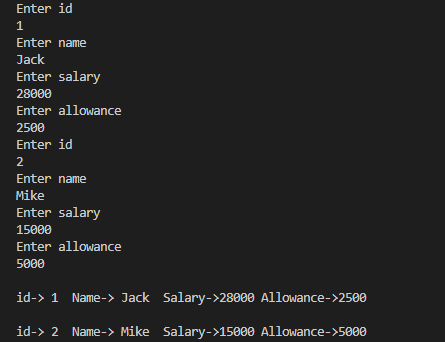 Enter id
1
Enter name
Jack
Enter salary
28000
Enter allowance
2500
Enter id
2
Enter name
Mike
Enter salary
15000
Enter allowance
5000
id-> 1  Name-> Jack  Salary->28000 Allowance->2500
id-> 2  Name-> Mike  Salary->15000 Allowance->5000